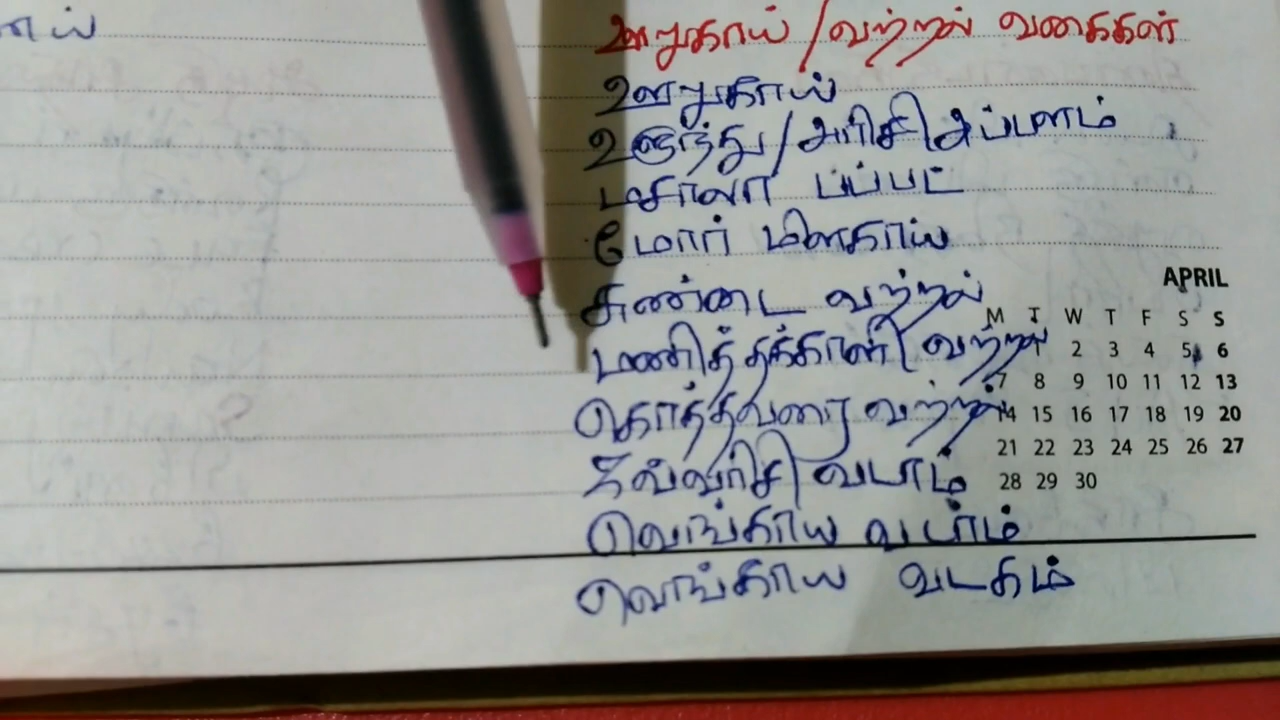 ஊறுகாய் / வற்றல் வகைகள்
ஊறுகாய்
உளுந்து / அரிசி அப்பளம்
மசாலா பப்பட்
மோர் மிளகாய்
சுண்டை வற்றல்
மணித்தக்காளி வற்றல்
கொத்தவரை வற்றல்
ஜவ்வரிசி வடாம்
வெங்காய வடாம்
வெங்காய வடகம்
APRIL
M T W T F S S
1 2 3 4 5 6
7 8 9 10 11 12 13
14 15 16 17 18 19 20
21 22 23 24 25 26 27
28 29 30